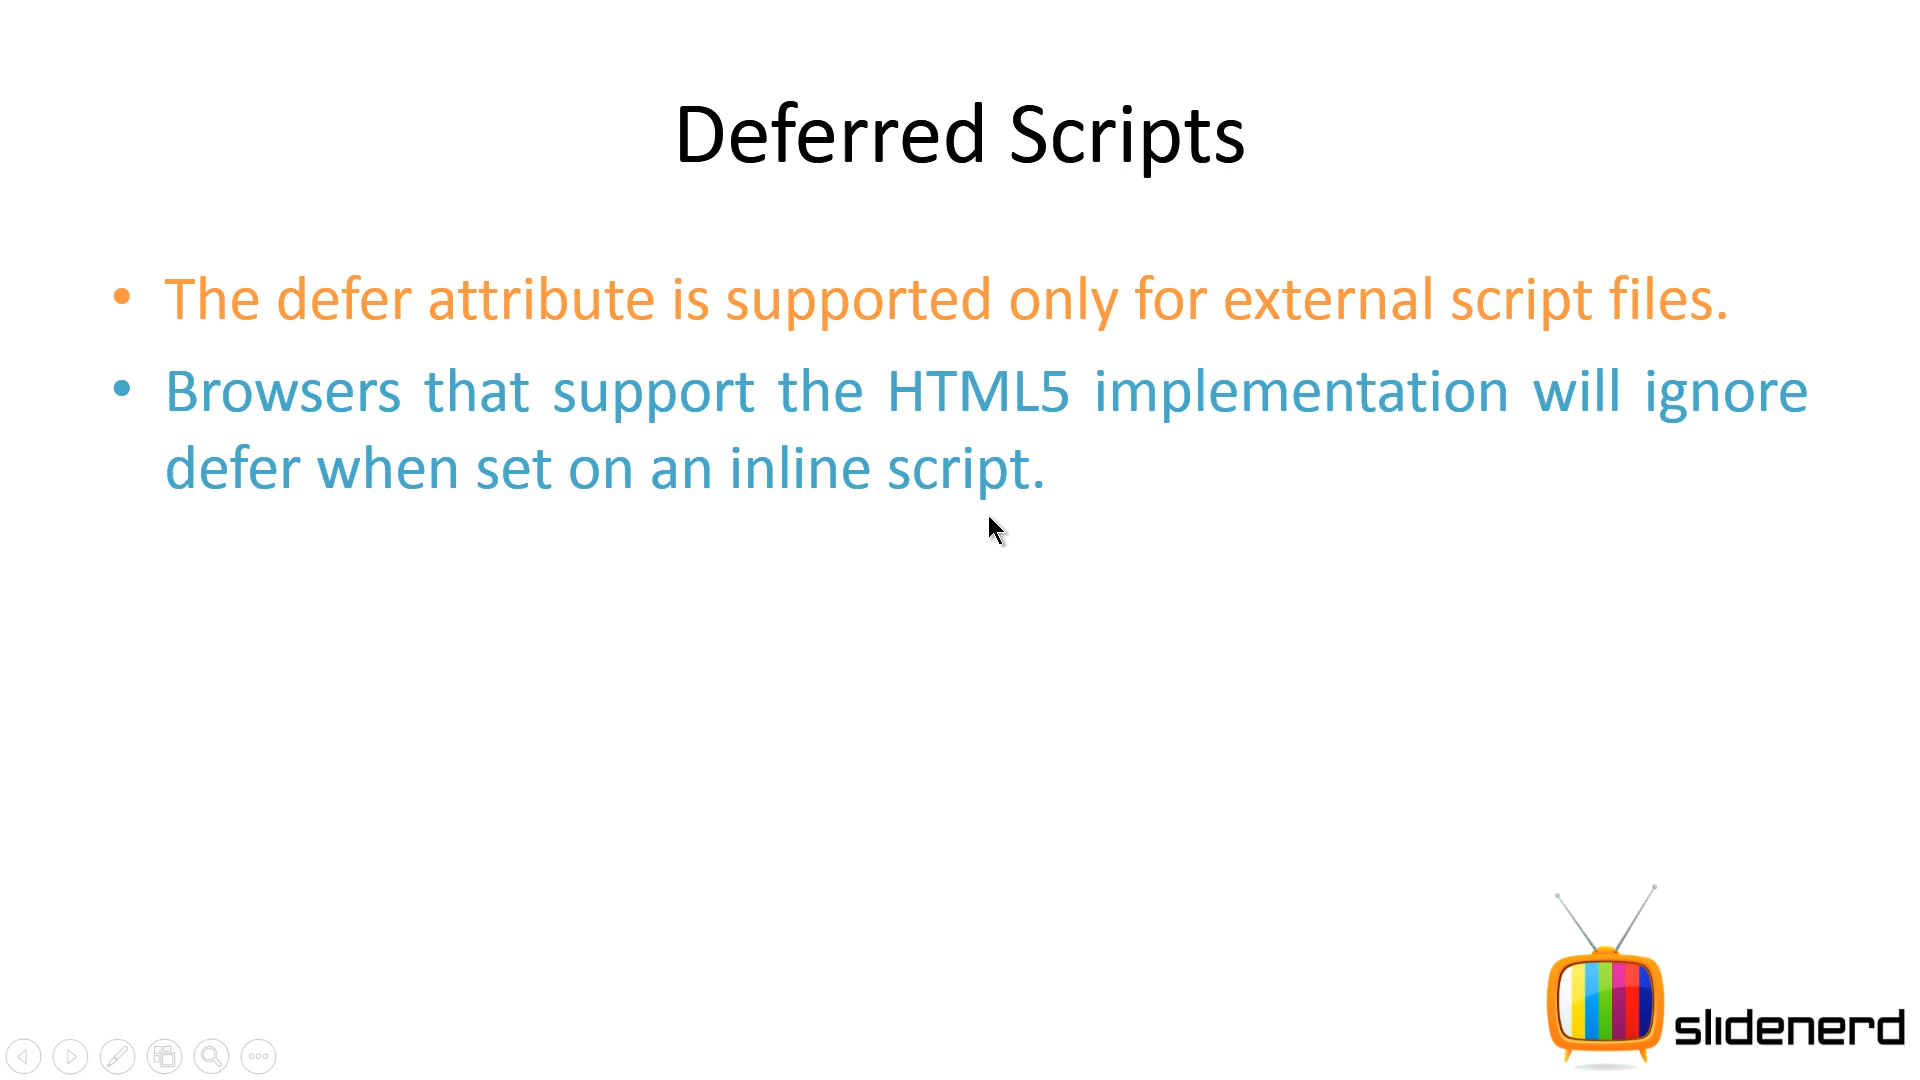 Deferred Scripts
• The defer attribute is supported only for external script files.
• Browsers that support the HTML5 implementation will ignore
defer when set on an inline script.
slidenerd